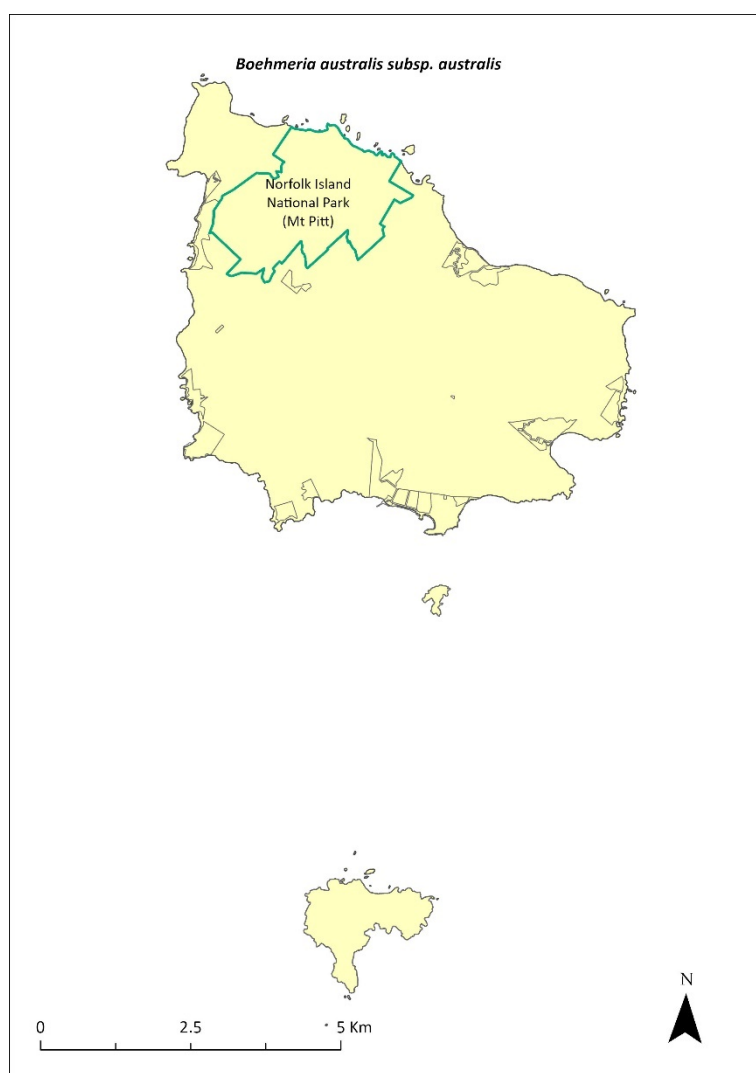 Boehmeria australis subsp. australis
Norfolk Island
National Park
(Mt Pitt)
N
0 2.5 5 Km